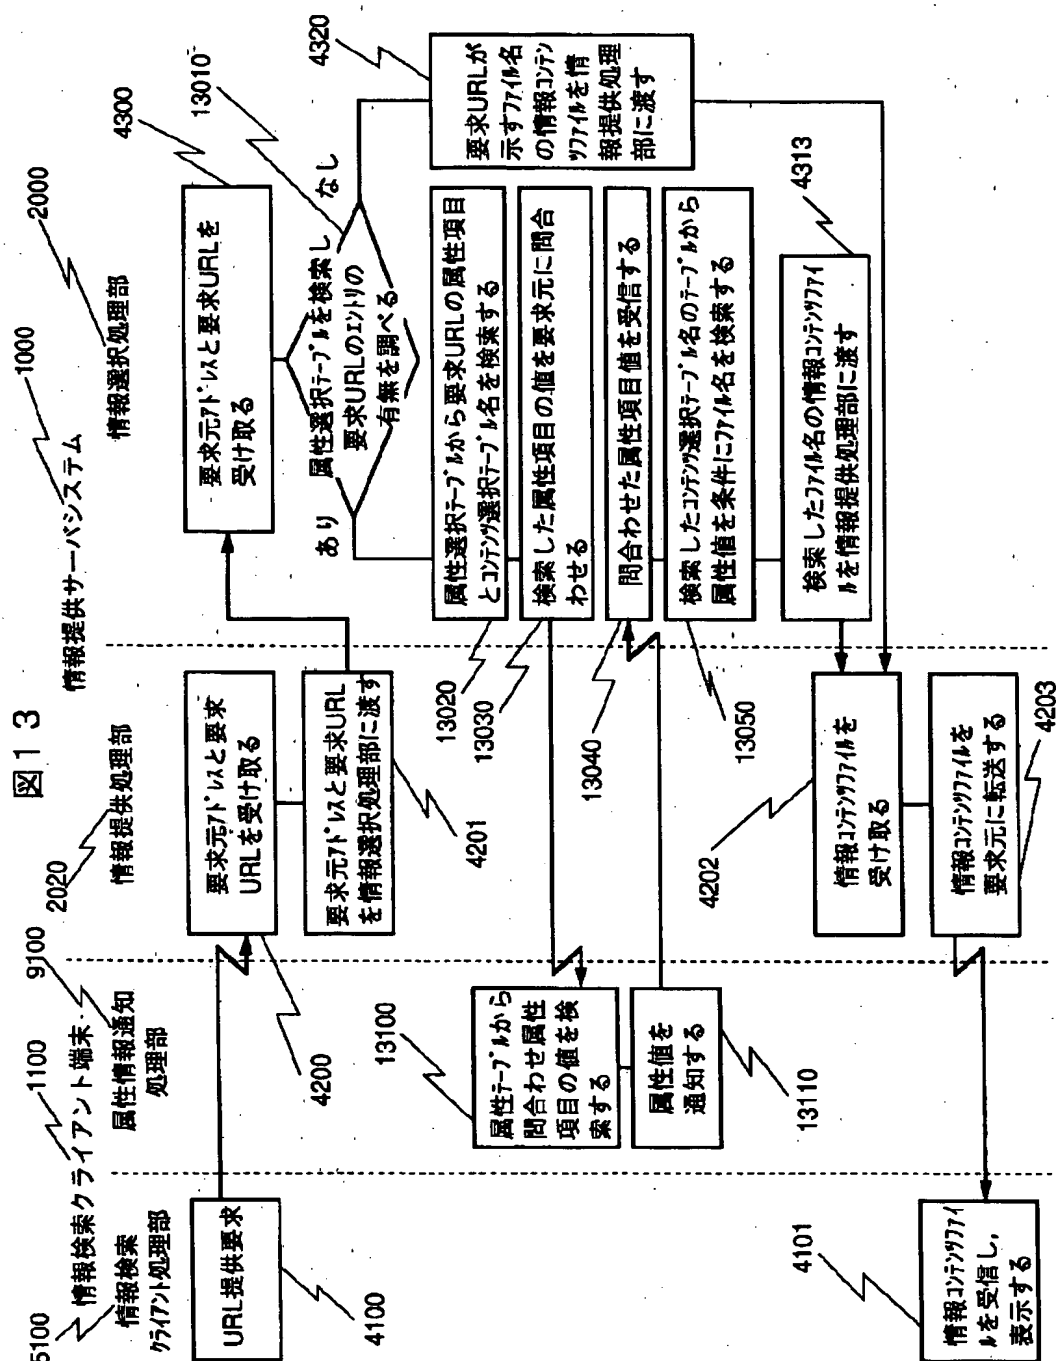 図13
5100
1100
情報検索クライアント端末
情報検索
クライアント処理部
9100
属性情報通知
処理部
1000
情報提供サーバシステム
2020
情報提供処理部
2000
情報選択処理部
URL提供要求
4100
要求元アドレスと要求
URLを受け取る
4200
要求元アドレスと要求URL
を情報選択処理部に渡す
4201
要求元アドレスと要求URLを
受け取る
4300
属性選択テーブルを検索し
要求URLのエントリの
有無を調べる
13010
あり
なし
要求URLが
示すファイル名
の情報コンテン
ツファイルを情
報提供処理
部に渡す
4320
属性選択テーブルから要求URLの属性項目
とコンテンツ選択テーブル名を検索する
13020
検索した属性項目の値を要求元に問合
わせる
13030
属性テーブルから
問合わせ属性
項目の値を検
索する
13100
属性値を
通知する
13110
問合わせた属性項目値を受信する
13040
検索したコンテンツ選択テーブル名のテーブルから
属性値を条件にファイル名を検索する
13050
検索したファイル名の情報コンテンツファイ
ルを情報提供処理部に渡す
4313
情報コンテンツファイルを
受け取る
4202
情報コンテンツファイルを
要求元に転送する
4203
情報コンテンツファイ
ルを受信し,
表示する
4101